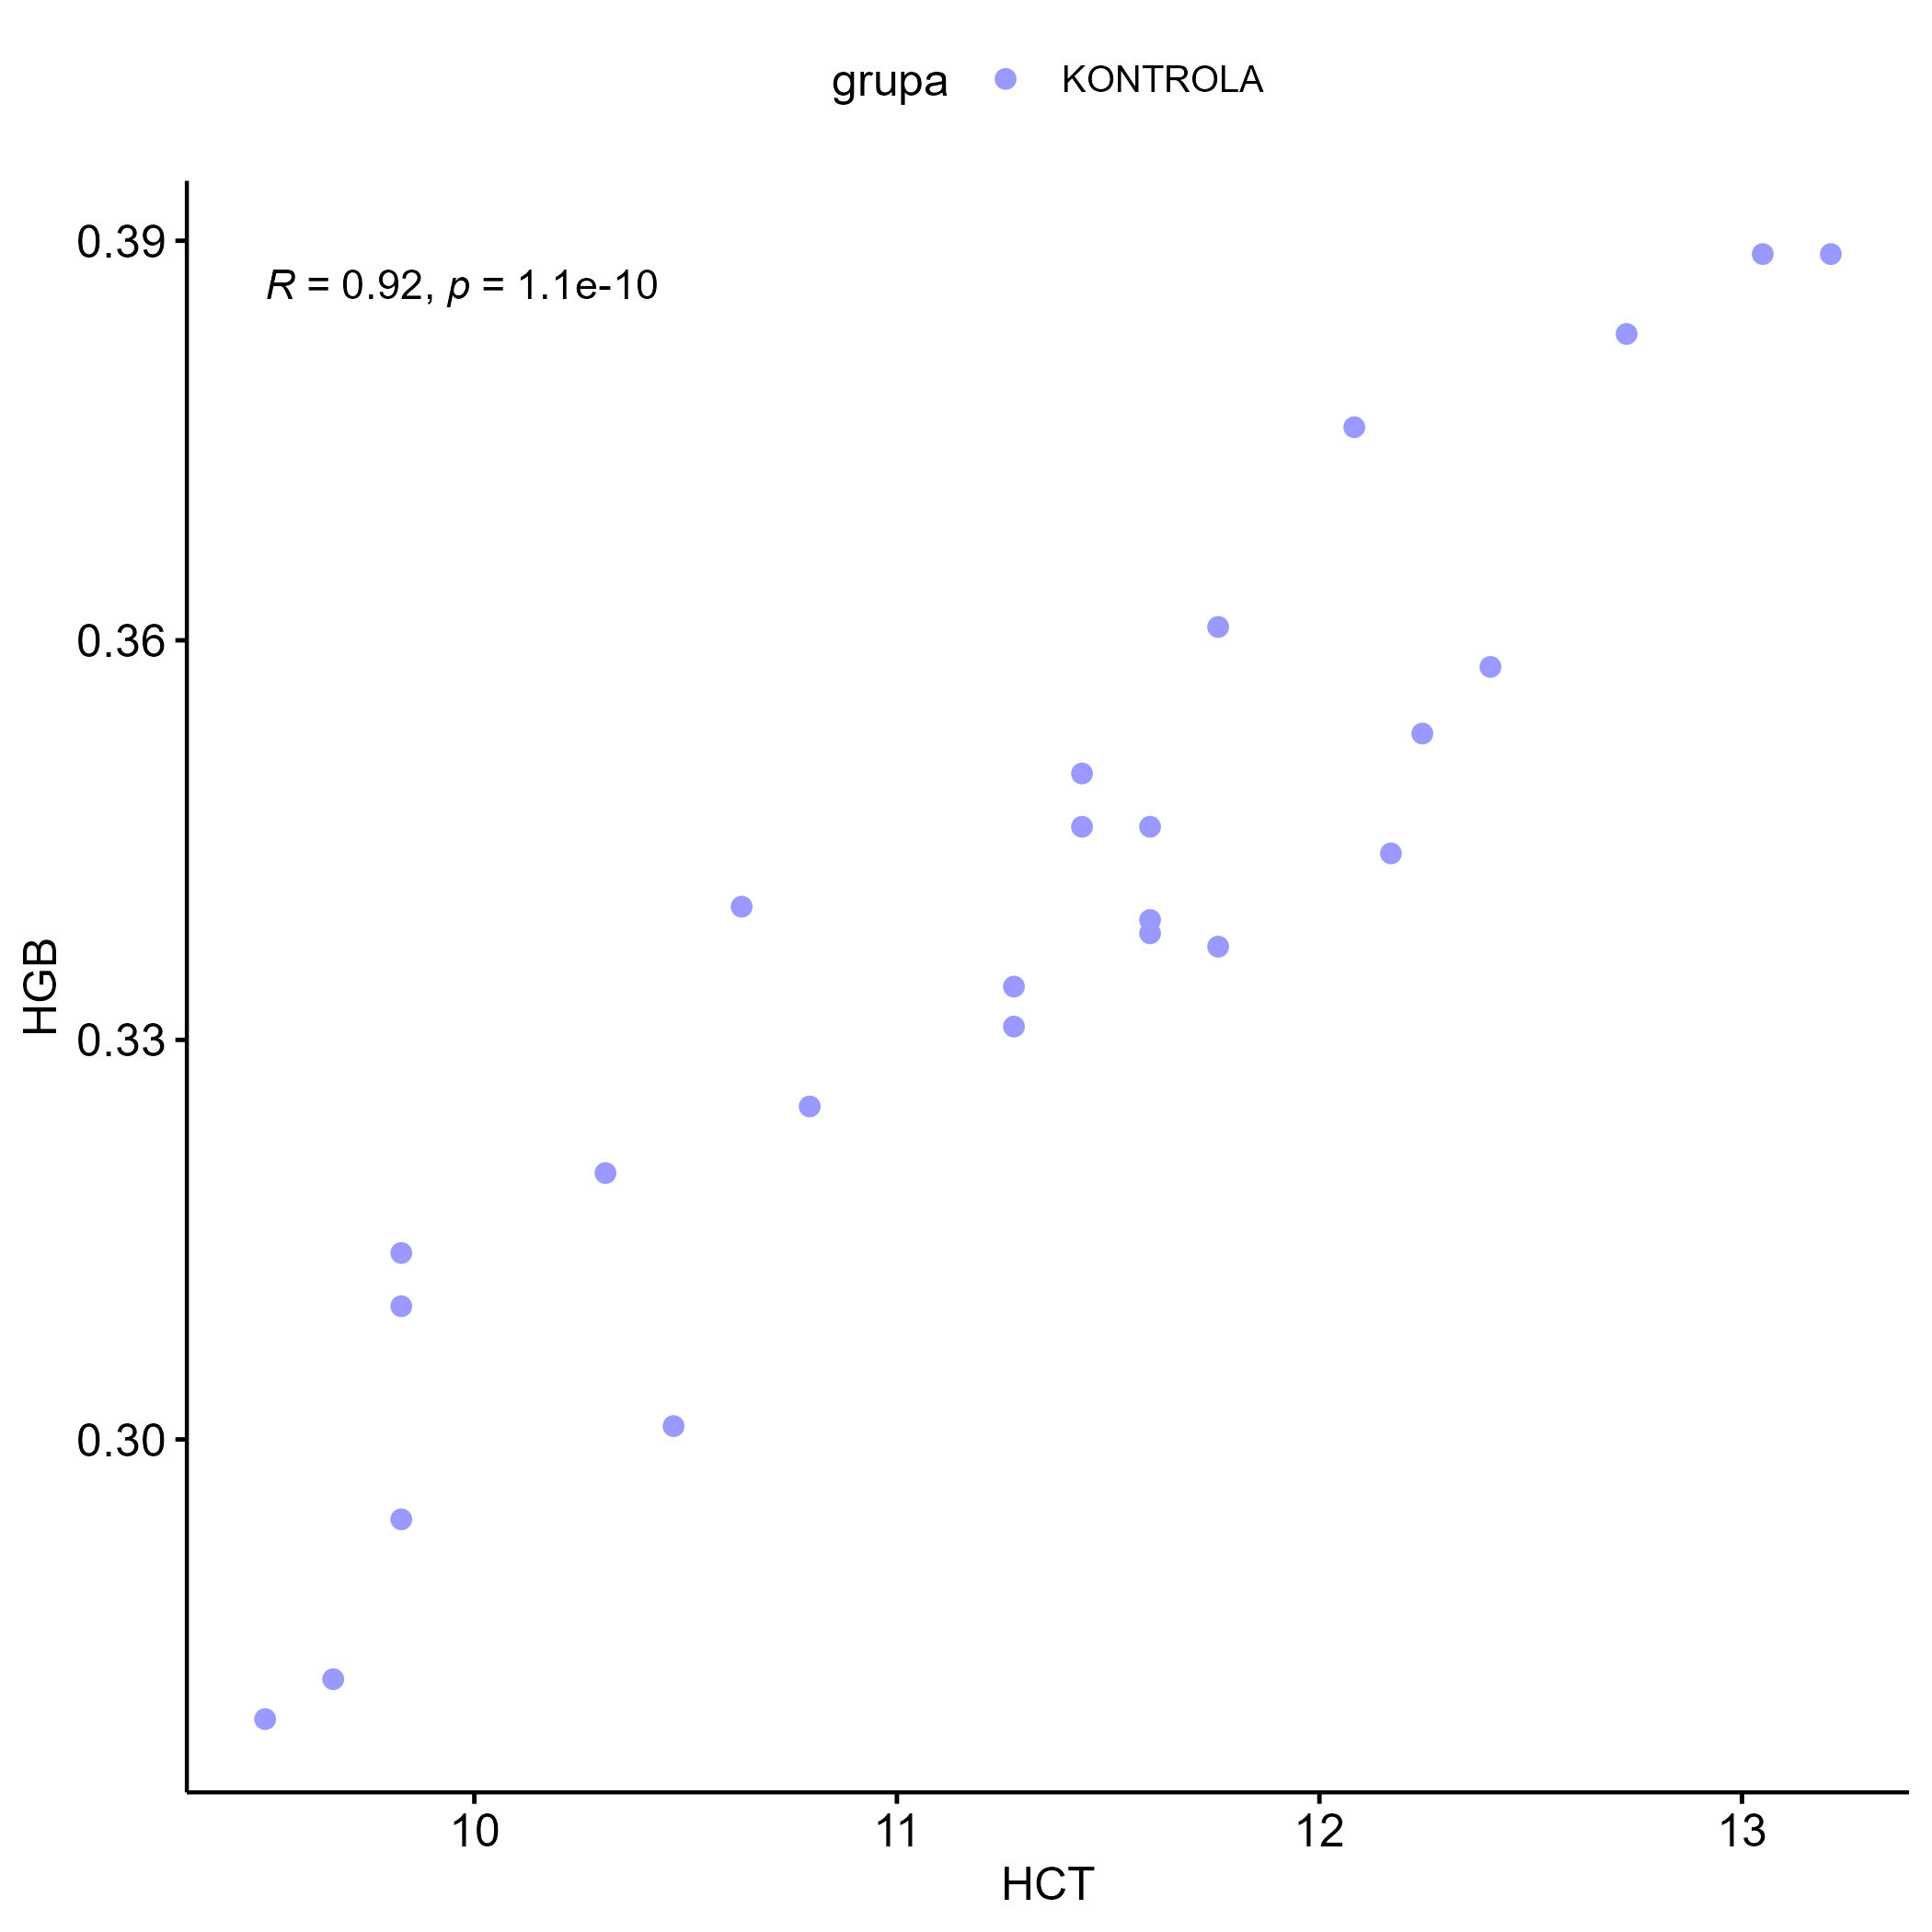 grupa KONTROLA
0.39
R = 0.92, p = 1.1e-10
0.36
HGB
0.33
0.30
10 11 12 13
HCT